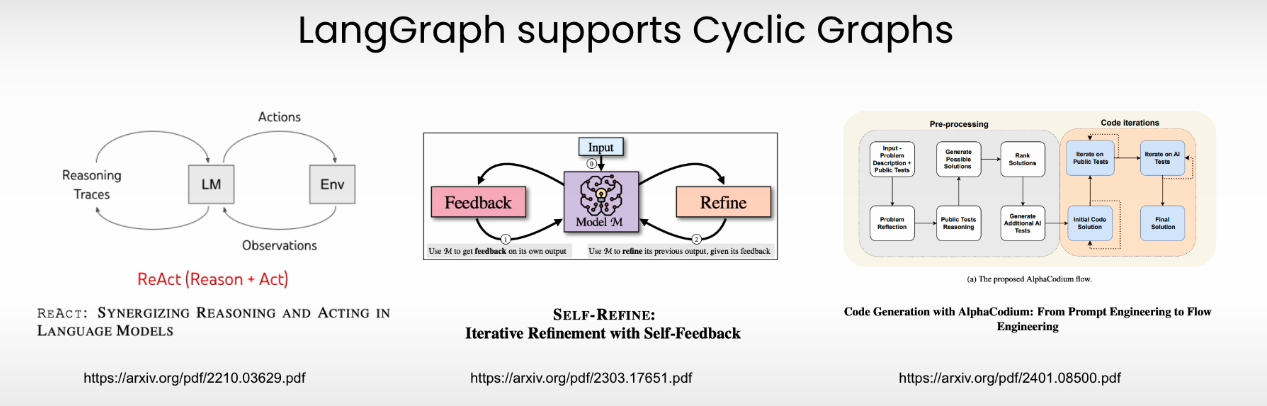 LangGraph supports Cyclic Graphs
Actions
Reasoning
Traces
LM
Env
Observations
ReAct (Reason + Act)
REACT: SYNERGIZING REASONING AND ACTING IN
LANGUAGE MODELS
https://arxiv.org/pdf/2210.03629.pdf
Input
0
Feedback
Model M
Refine
1
2
Use M to get feedback on its own output
Use M to refine its previous output, given its feedback
SELF-REFINE:
Iterative Refinement with Self-Feedback
https://arxiv.org/pdf/2303.17651.pdf
Pre-processing
Input -
Problem
Description +
Public Tests
Generate
Possible
Solutions
Rank
Solutions
Problem
Reflection
Public Tests
Reasoning
Generate
Additional AI
Tests
Code iterations
Iterate on
Public Tests
Iterate on AI
Tests
Initial Code
Solution
Final
Solution
(a) The proposed AlphaCodium flow.
Code Generation with AlphaCodium: From Prompt Engineering to Flow
Engineering
https://arxiv.org/pdf/2401.08500.pdf